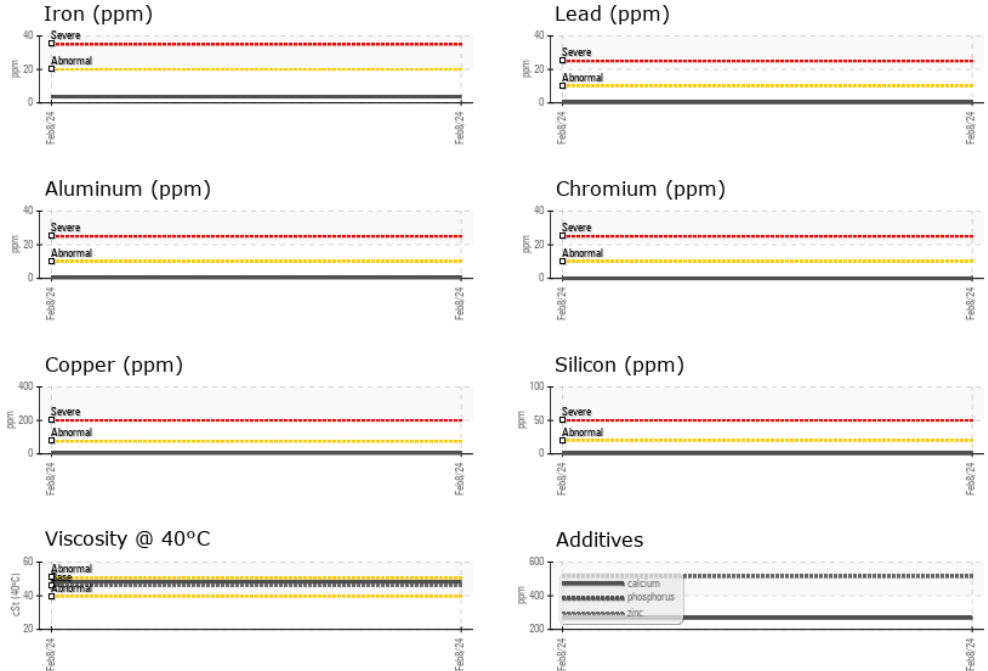 Iron (ppm)
40
20
0
ppm
Severe
Abnormal
Feb8/24
Feb8/24
Lead (ppm)
40
20
0
ppm
Severe
Abnormal
Feb8/24
Feb8/24
Aluminum (ppm)
40
20
0
ppm
Severe
Abnormal
Feb8/24
Feb8/24
Chromium (ppm)
40
20
0
ppm
Severe
Abnormal
Feb8/24
Feb8/24
Copper (ppm)
400
200
0
ppm
Severe
Abnormal
Feb8/24
Feb8/24
Silicon (ppm)
100
50
0
ppm
Severe
Abnormal
Feb8/24
Feb8/24
Viscosity @ 40°C
60
40
20
cSt (40°C)
Abnormal
Base
Abnormal
Feb8/24
Feb8/24
Additives
600
400
200
ppm
calcium
phosphorus
zinc
Feb8/24
Feb8/24